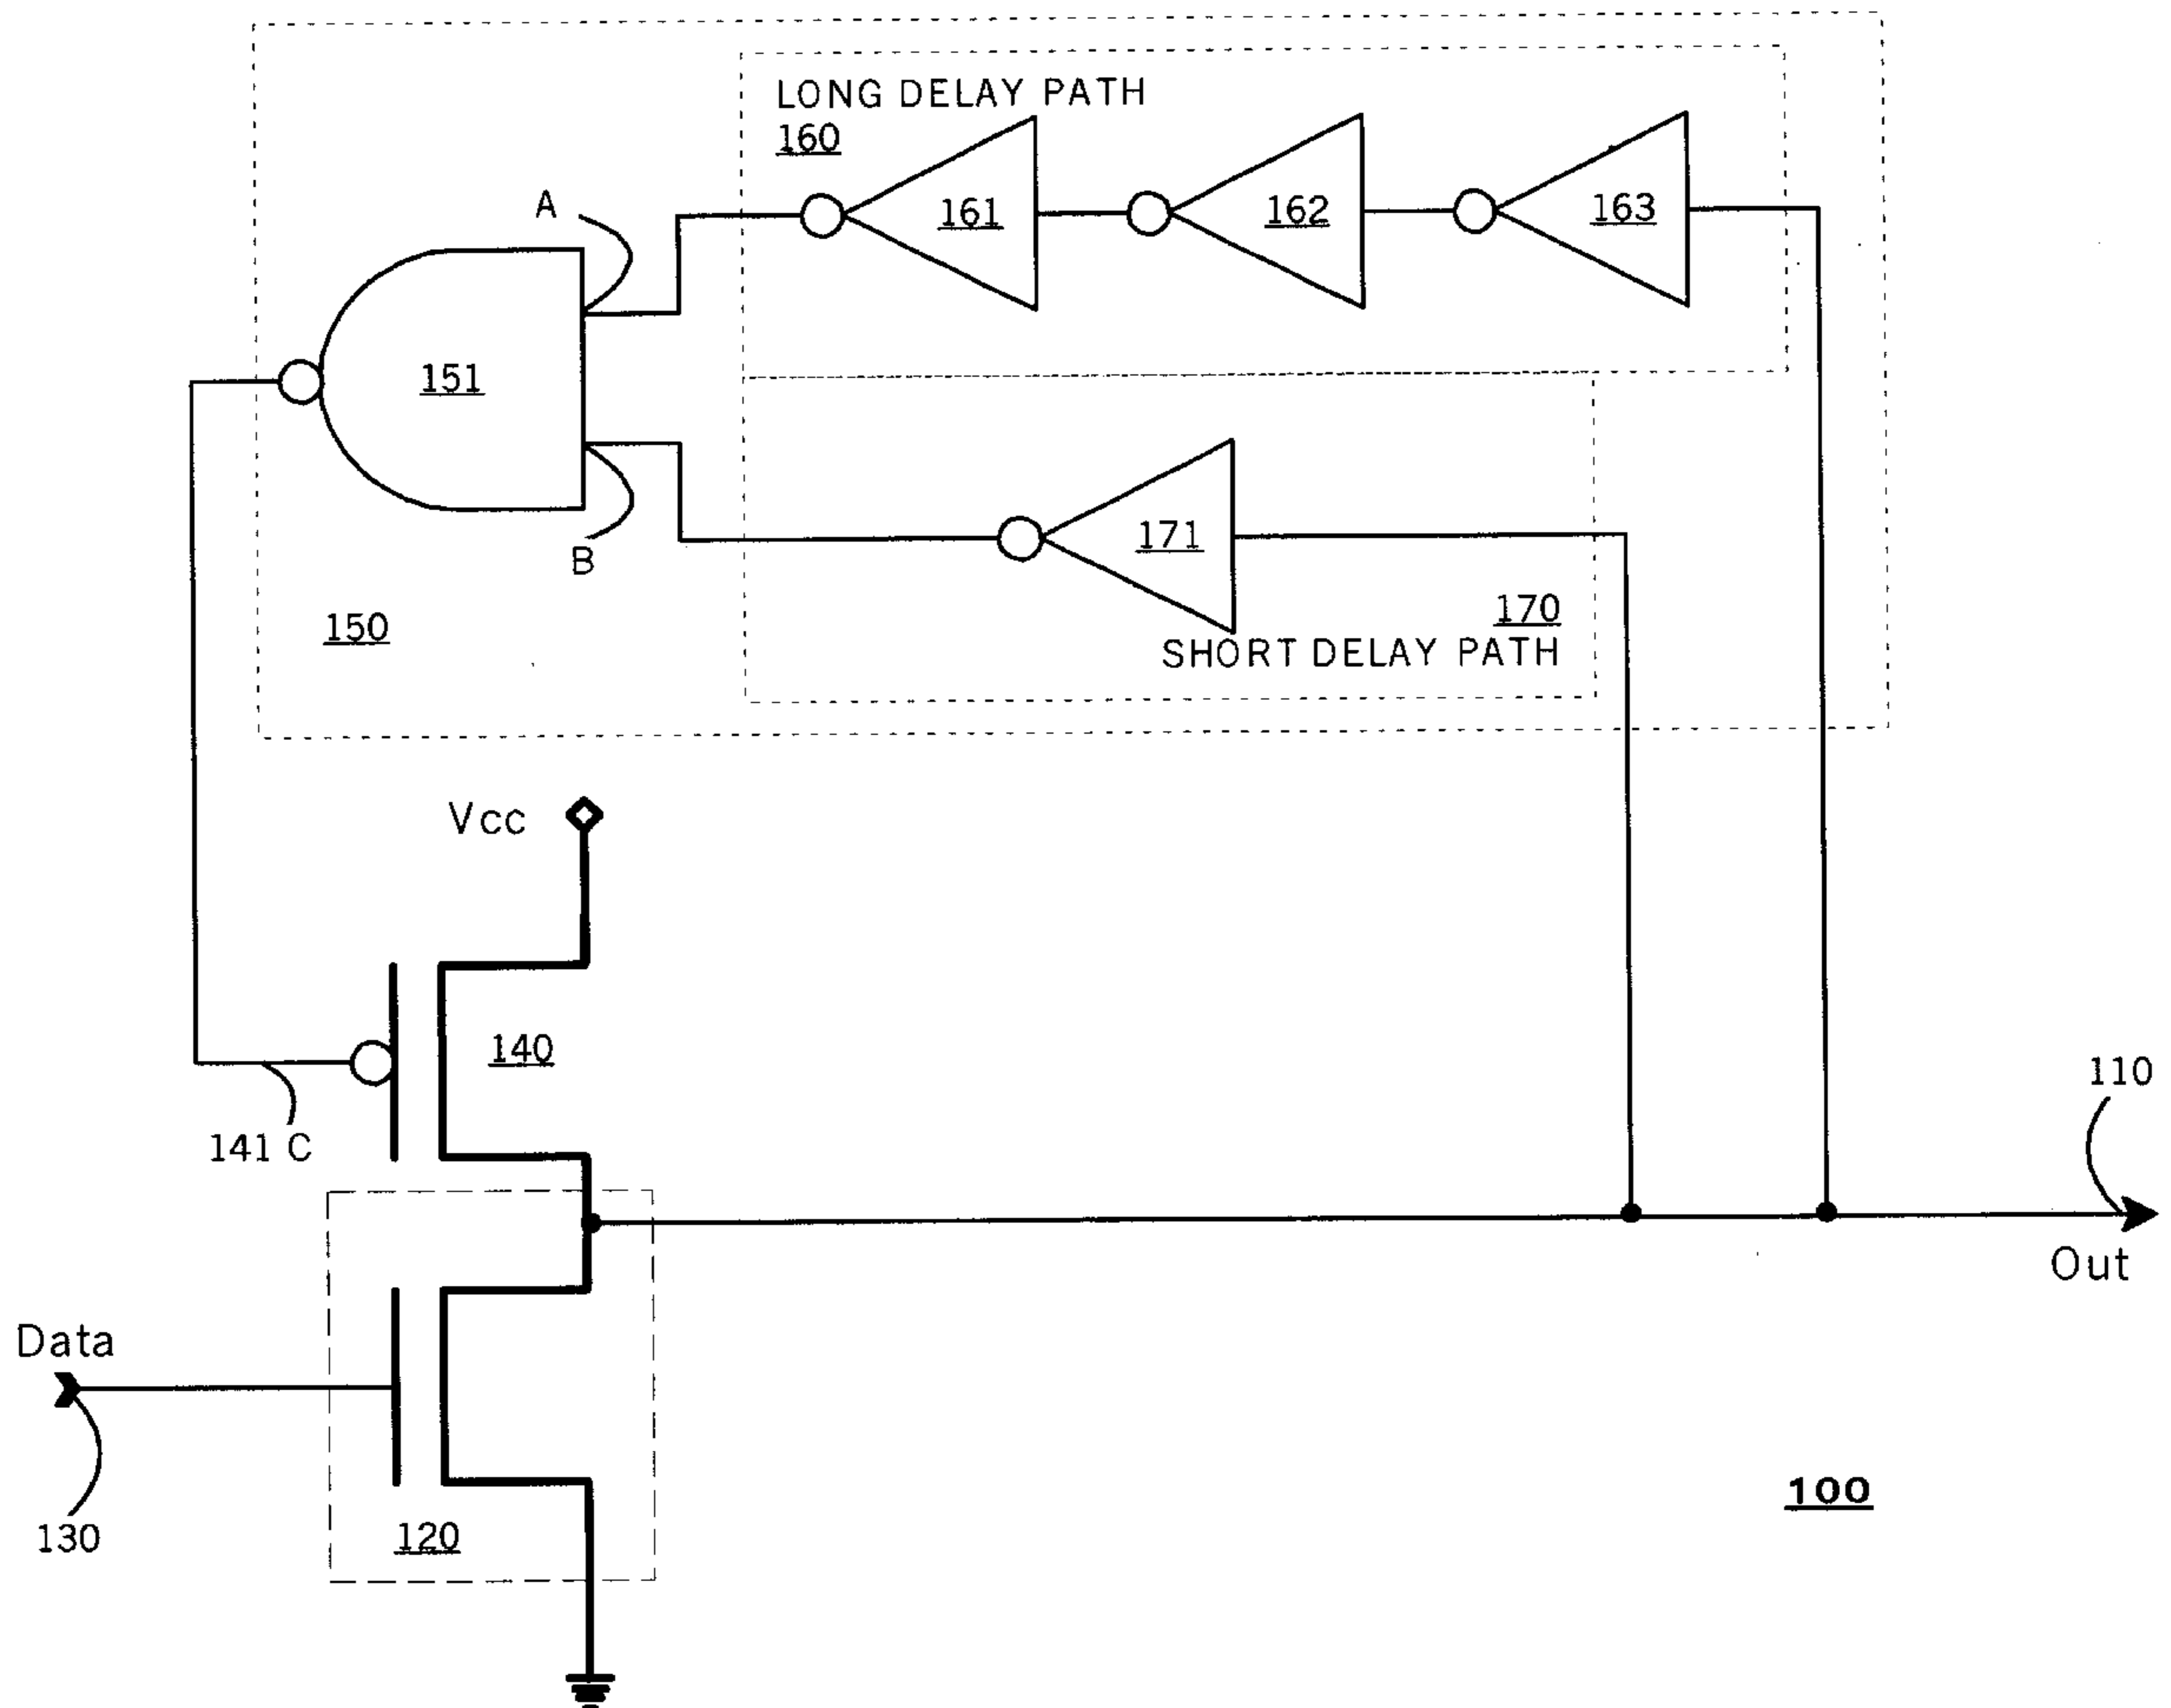 LONG DELAY PATH
160
161
162
163
A
151
B
171
150
170
SHORT DELAY PATH
Vcc
140
141 C
110
Out
Data
130
120
100